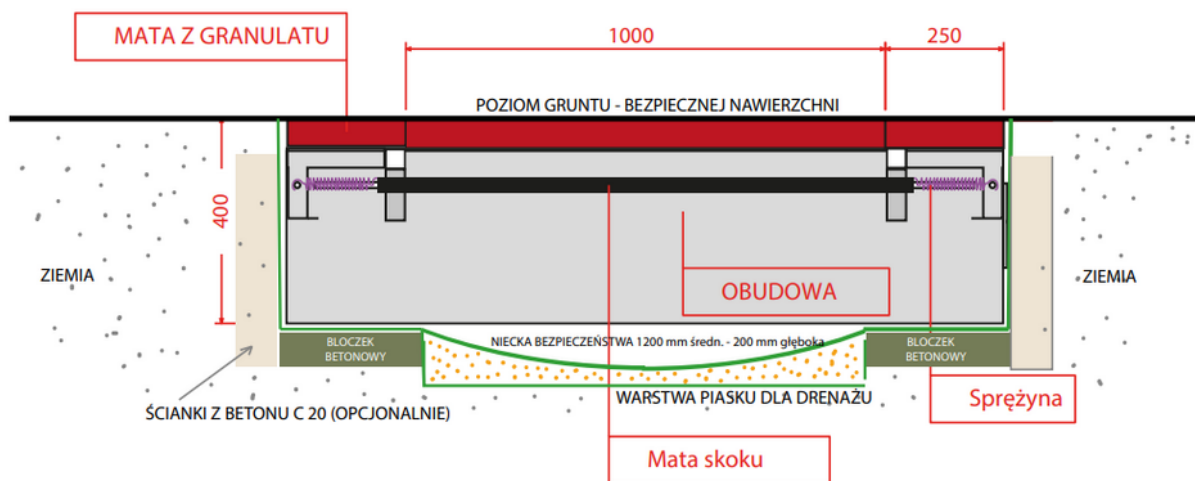 MATA Z GRANULATU
1000
250
POZIOM GRUNTU - BEZPIECZNEJ NAWIERZCHNI
400
ZIEMIA
ZIEMIA
OBUDOWA
BLOCZEK
BETONOWY
NIECKA BEZPIECZEŃSTWA 1200 mm średn. - 200 mm głęboka
BLOCZEK
BETONOWY
ŚCIANKI Z BETONU C 20 (OPCJONALNIE)
WARSTWA PIASKU DLA DRENAŻU
Sprężyna
Mata skoku